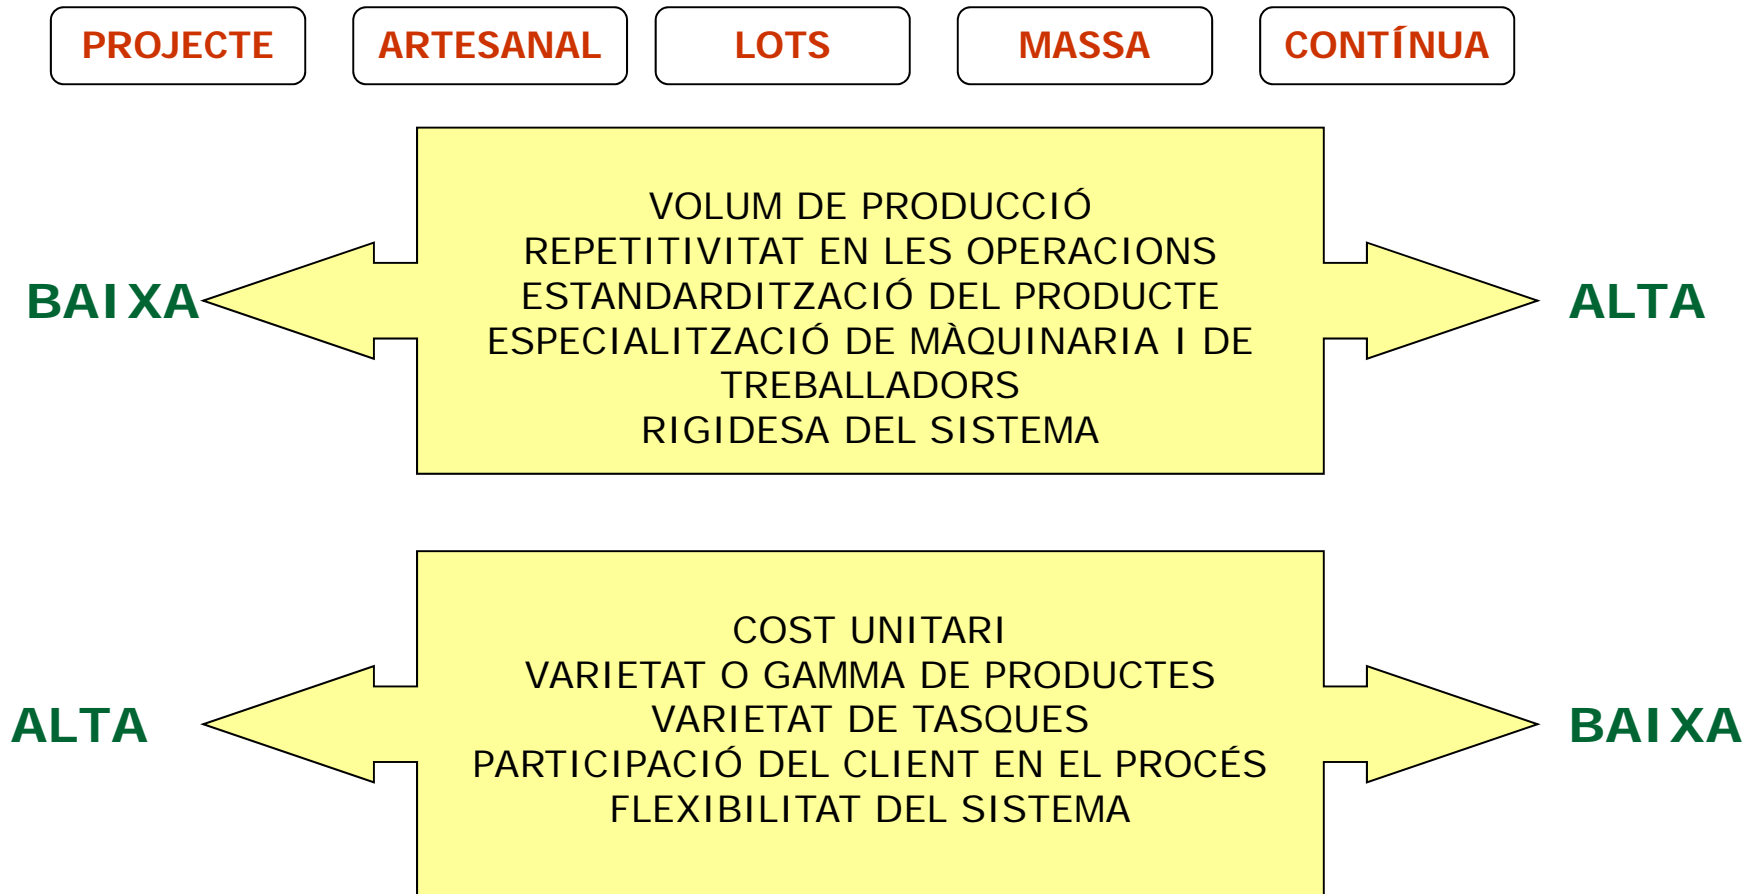 PROJECTE ARTESANAL LOTS MASSA CONTÍNUA
VOLUM DE PRODUCCIÓ
REPETITIVITAT EN LES OPERACIONS
BAIXA ESTANDARDITZACIÓ DEL PRODUCTE ALTA
ESPECIALITZACIÓ DE MÀQUINARIA I DE
TREBALLADORS
RIGIDESA DEL SISTEMA
COST UNITARI
VARIETAT O GAMMA DE PRODUCTES
ALTA VARIETAT DE TASQUES BAIXA
PARTICIPACIÓ DEL CLIENT EN EL PROCÉS
FLEXIBILITAT DEL SISTEMA